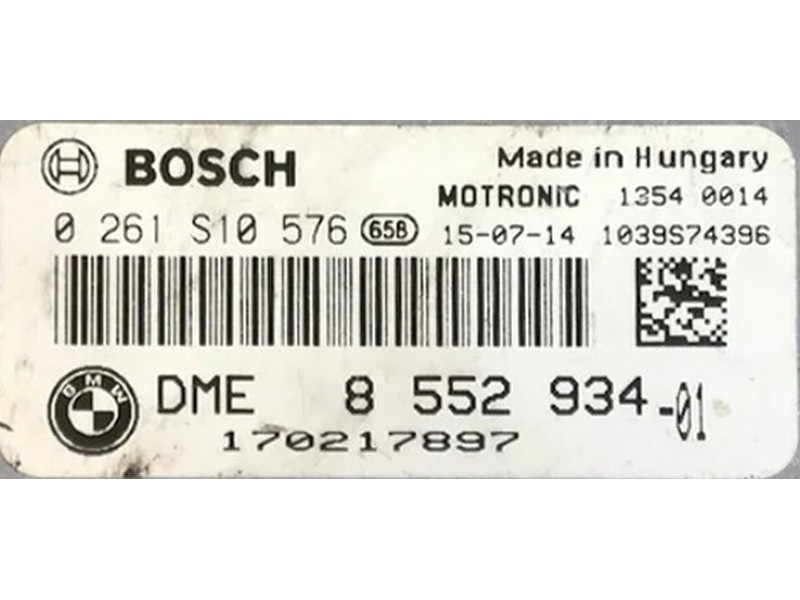 BOSCH Made in Hungary
MOTRONIC 1354 0014
0 261 S10 576 65B 15-07-14 1039S74396
BMW DME 8 552 934-01
170217897